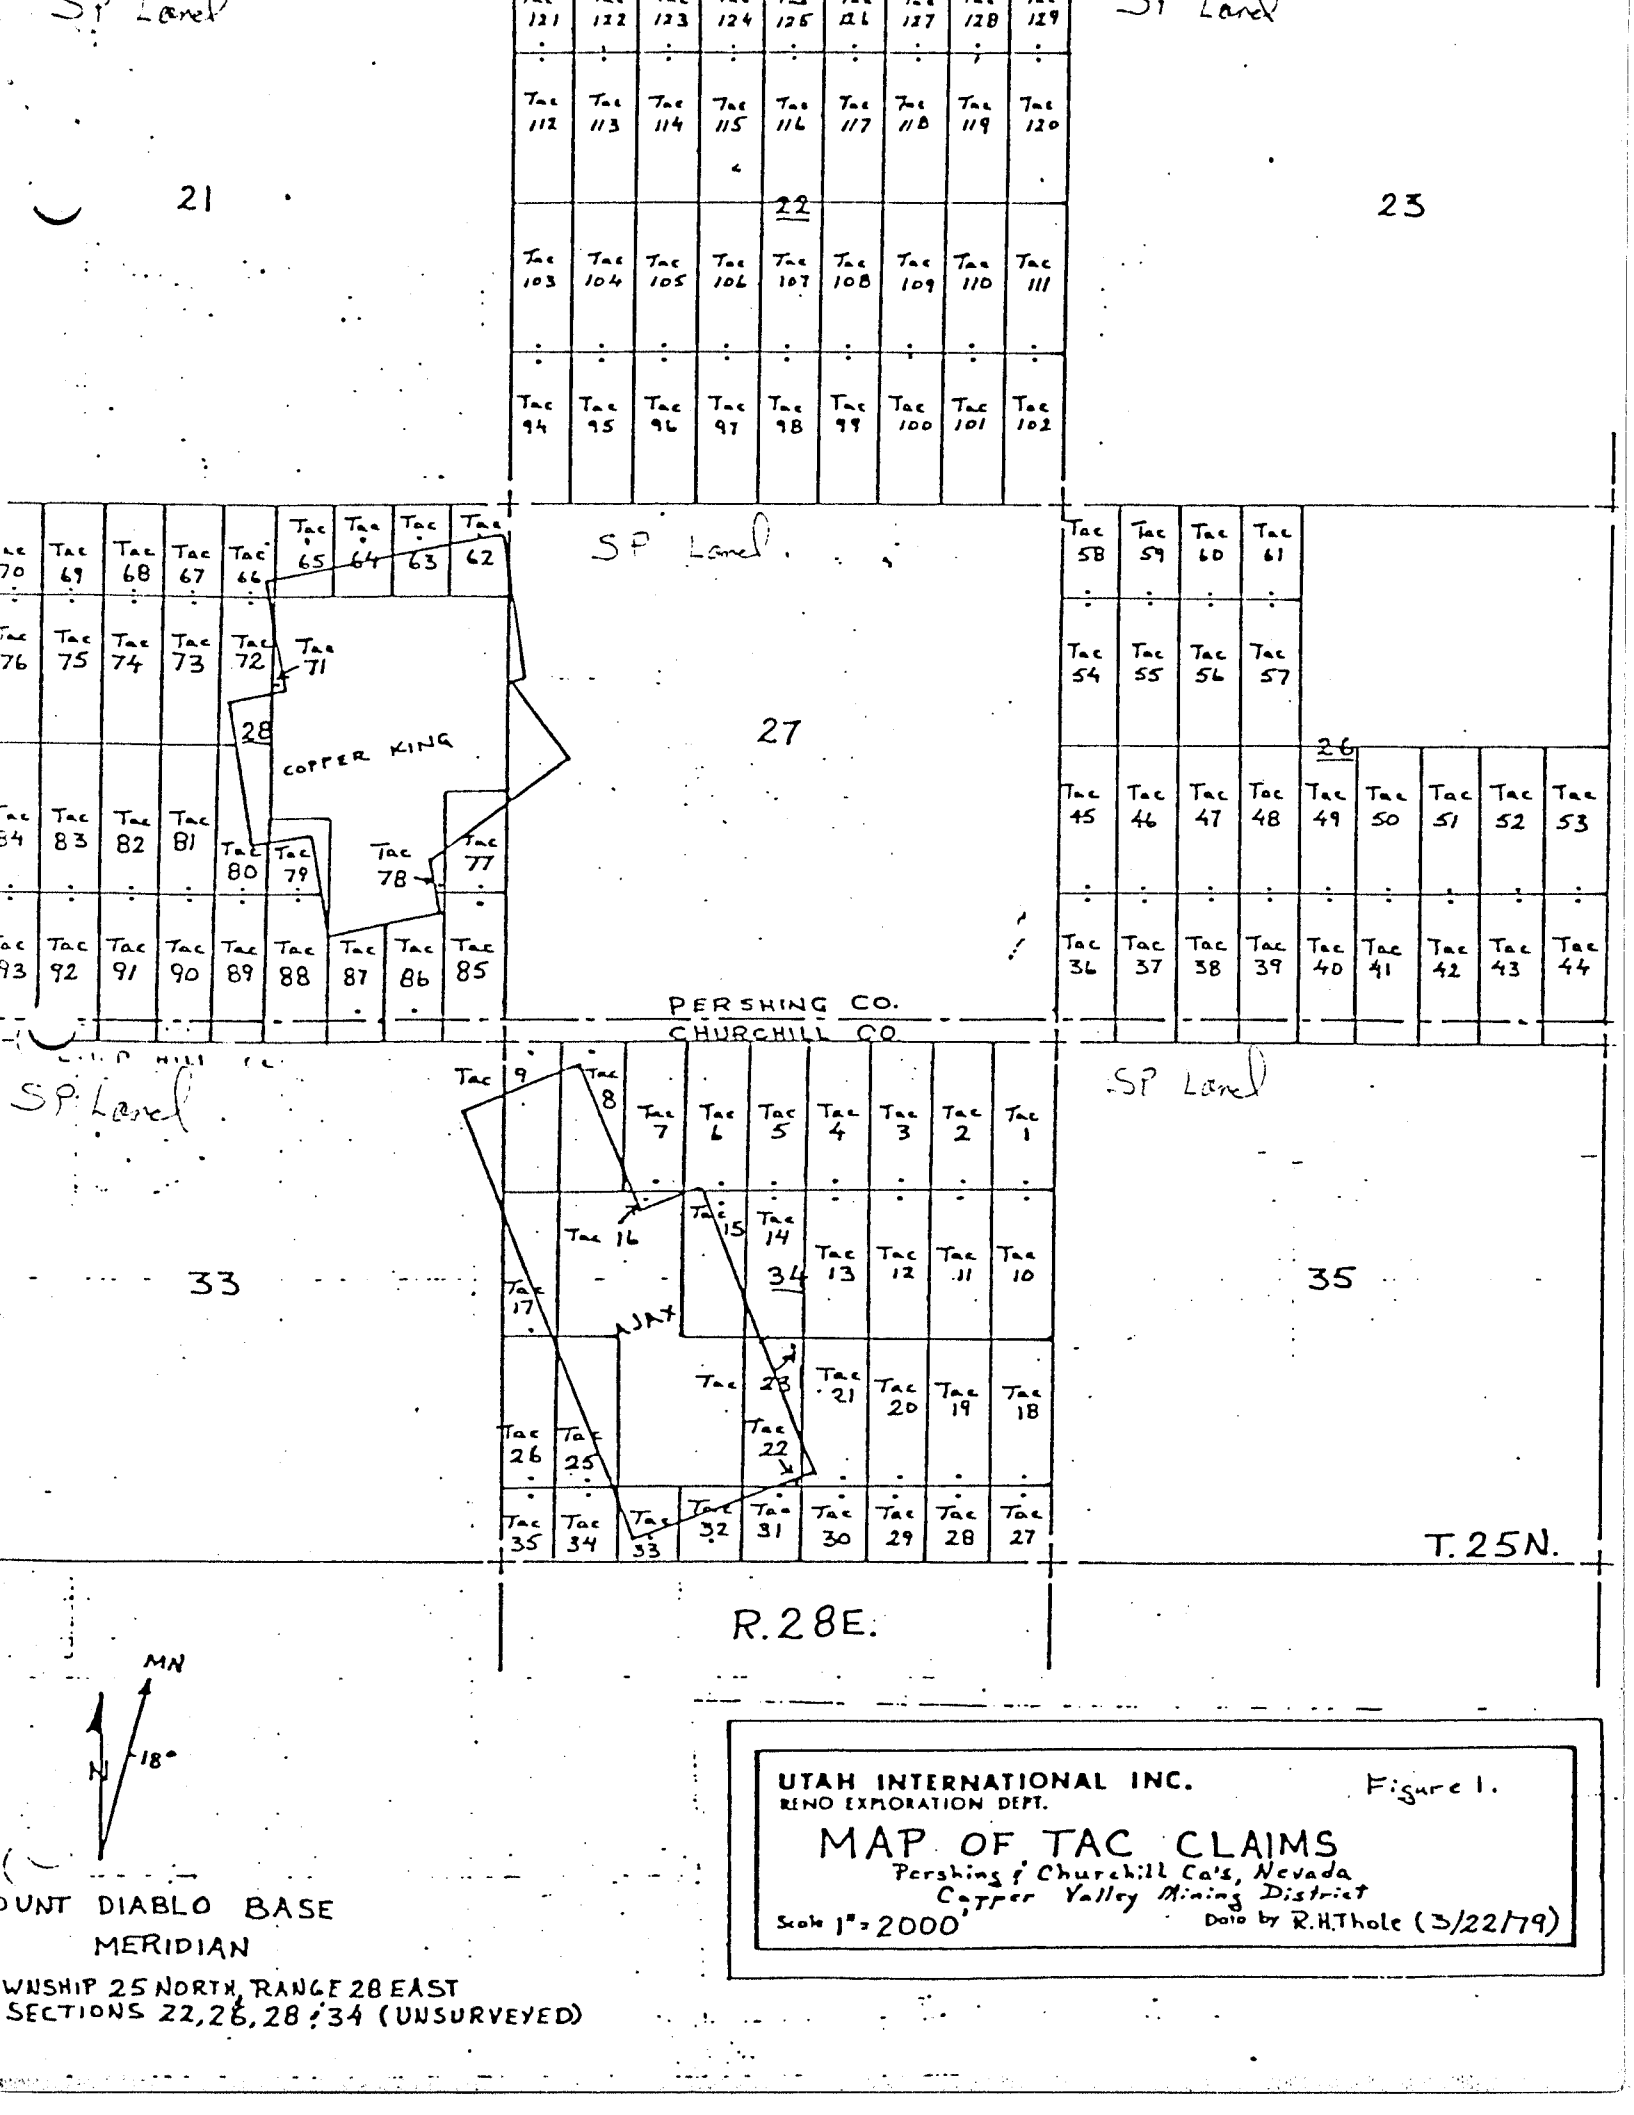 SP Land
121 122 123 124 125 126 127 128 129
SP Land
Tac Tac Tac Tac Tac Tac Tac Tac Tac
112 113 114 115 116 117 118 119 120
21
22
23
Tac Tac Tac Tac Tac Tac Tac Tac Tac
103 104 105 106 107 108 109 110 111
Tac Tac Tac Tac Tac Tac Tac Tac Tac
94 95 96 97 98 99 100 101 102
70
Tac 69
Tac 68
Tac 67
Tac 66
Tac 65
Tac 64
Tac 63
Tac 62
SP Land
Tac 58
Tac 59
Tac 60
Tac 61
76
Tac 75
Tac 74
Tac 73
Tac 72
Tac 71
Tac 54
Tac 55
Tac 56
Tac 57
28
COPPER KING
27
26
84
Tac 83
Tac 82
Tac 81
Tac 80
Tac 79
Tac 78
Tac 77
Tac 45
Tac 46
Tac 47
Tac 48
Tac 49
Tac 50
Tac 51
Tac 52
Tac 53
93
Tac 92
Tac 91
Tac 90
Tac 89
Tac 88
Tac 87
Tac 86
Tac 85
Tac 36
Tac 37
Tac 38
Tac 39
Tac 40
Tac 41
Tac 42
Tac 43
Tac 44
PERSHING CO.
CHURCHILL CO
SP Land
Tac 9
Tac 8
Tac 7
Tac 6
Tac 5
Tac 4
Tac 3
Tac 2
Tac 1
SP Land
Tac 16
Tac 15
Tac 14
Tac 13
Tac 12
Tac 11
Tac 10
33
Tac 17
34
35
AJAX
Tac 23
Tac 21
Tac 20
Tac 19
Tac 18
Tac 26
Tac 25
Tac 22
Tac 35
Tac 34
Tac 33
Tac 32
Tac 31
Tac 30
Tac 29
Tac 28
Tac 27
T.25N.
R.28E.
MN
N
18°
UTAH INTERNATIONAL INC.
Figure 1.
RENO EXPLORATION DEPT.
MAP OF TAC CLAIMS
Pershing & Churchill Co's, Nevada
Copper Valley Mining District
Scale 1"=2000'
Data by R.H.Thole (3/22/79)
OUNT DIABLO BASE
MERIDIAN
WNSHIP 25 NORTH, RANGE 28 EAST
SECTIONS 22,26,28 & 34 (UNSURVEYED)